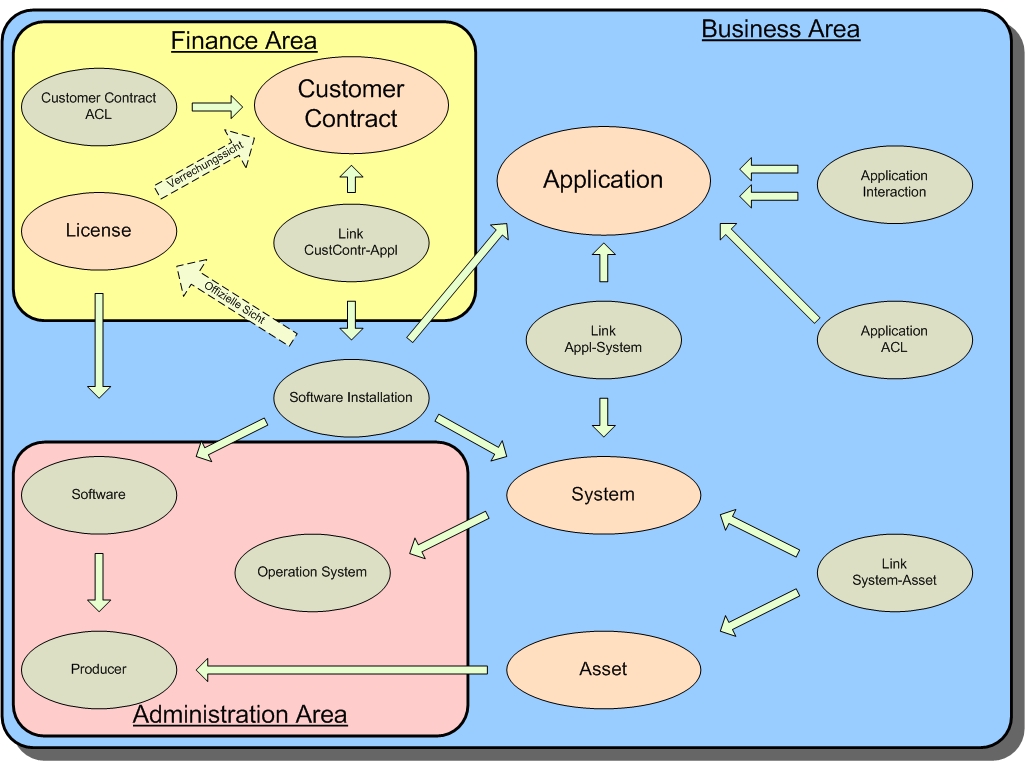 Business Area
Finance Area
Customer Contract
ACL
Customer
Contract
Verrechungssicht
License
Link
CustContr-Appl
Offizielle Sicht
Application
Application
Interaction
Link
Appl-System
Application
ACL
Software Installation
Software
System
Operation System
Link
System-Asset
Producer
Asset
Administration Area